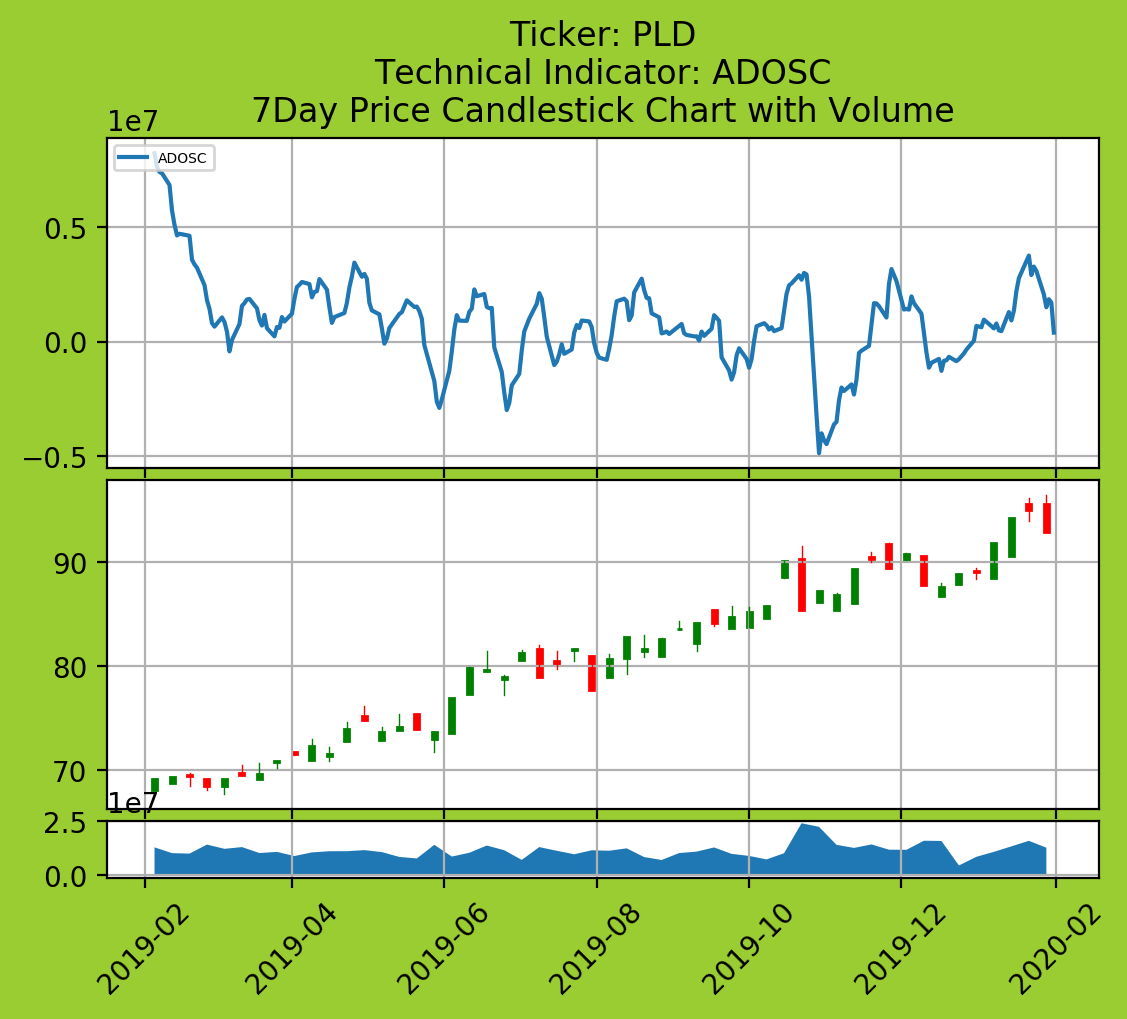 Ticker: PLD
Technical Indicator: ADOSC
7Day Price Candlestick Chart with Volume
1e7
ADOSC
0.5
0.0
−0.5
90
80
70
1e7
2.5
0.0
2019-02
2019-04
2019-06
2019-08
2019-10
2019-12
2020-02